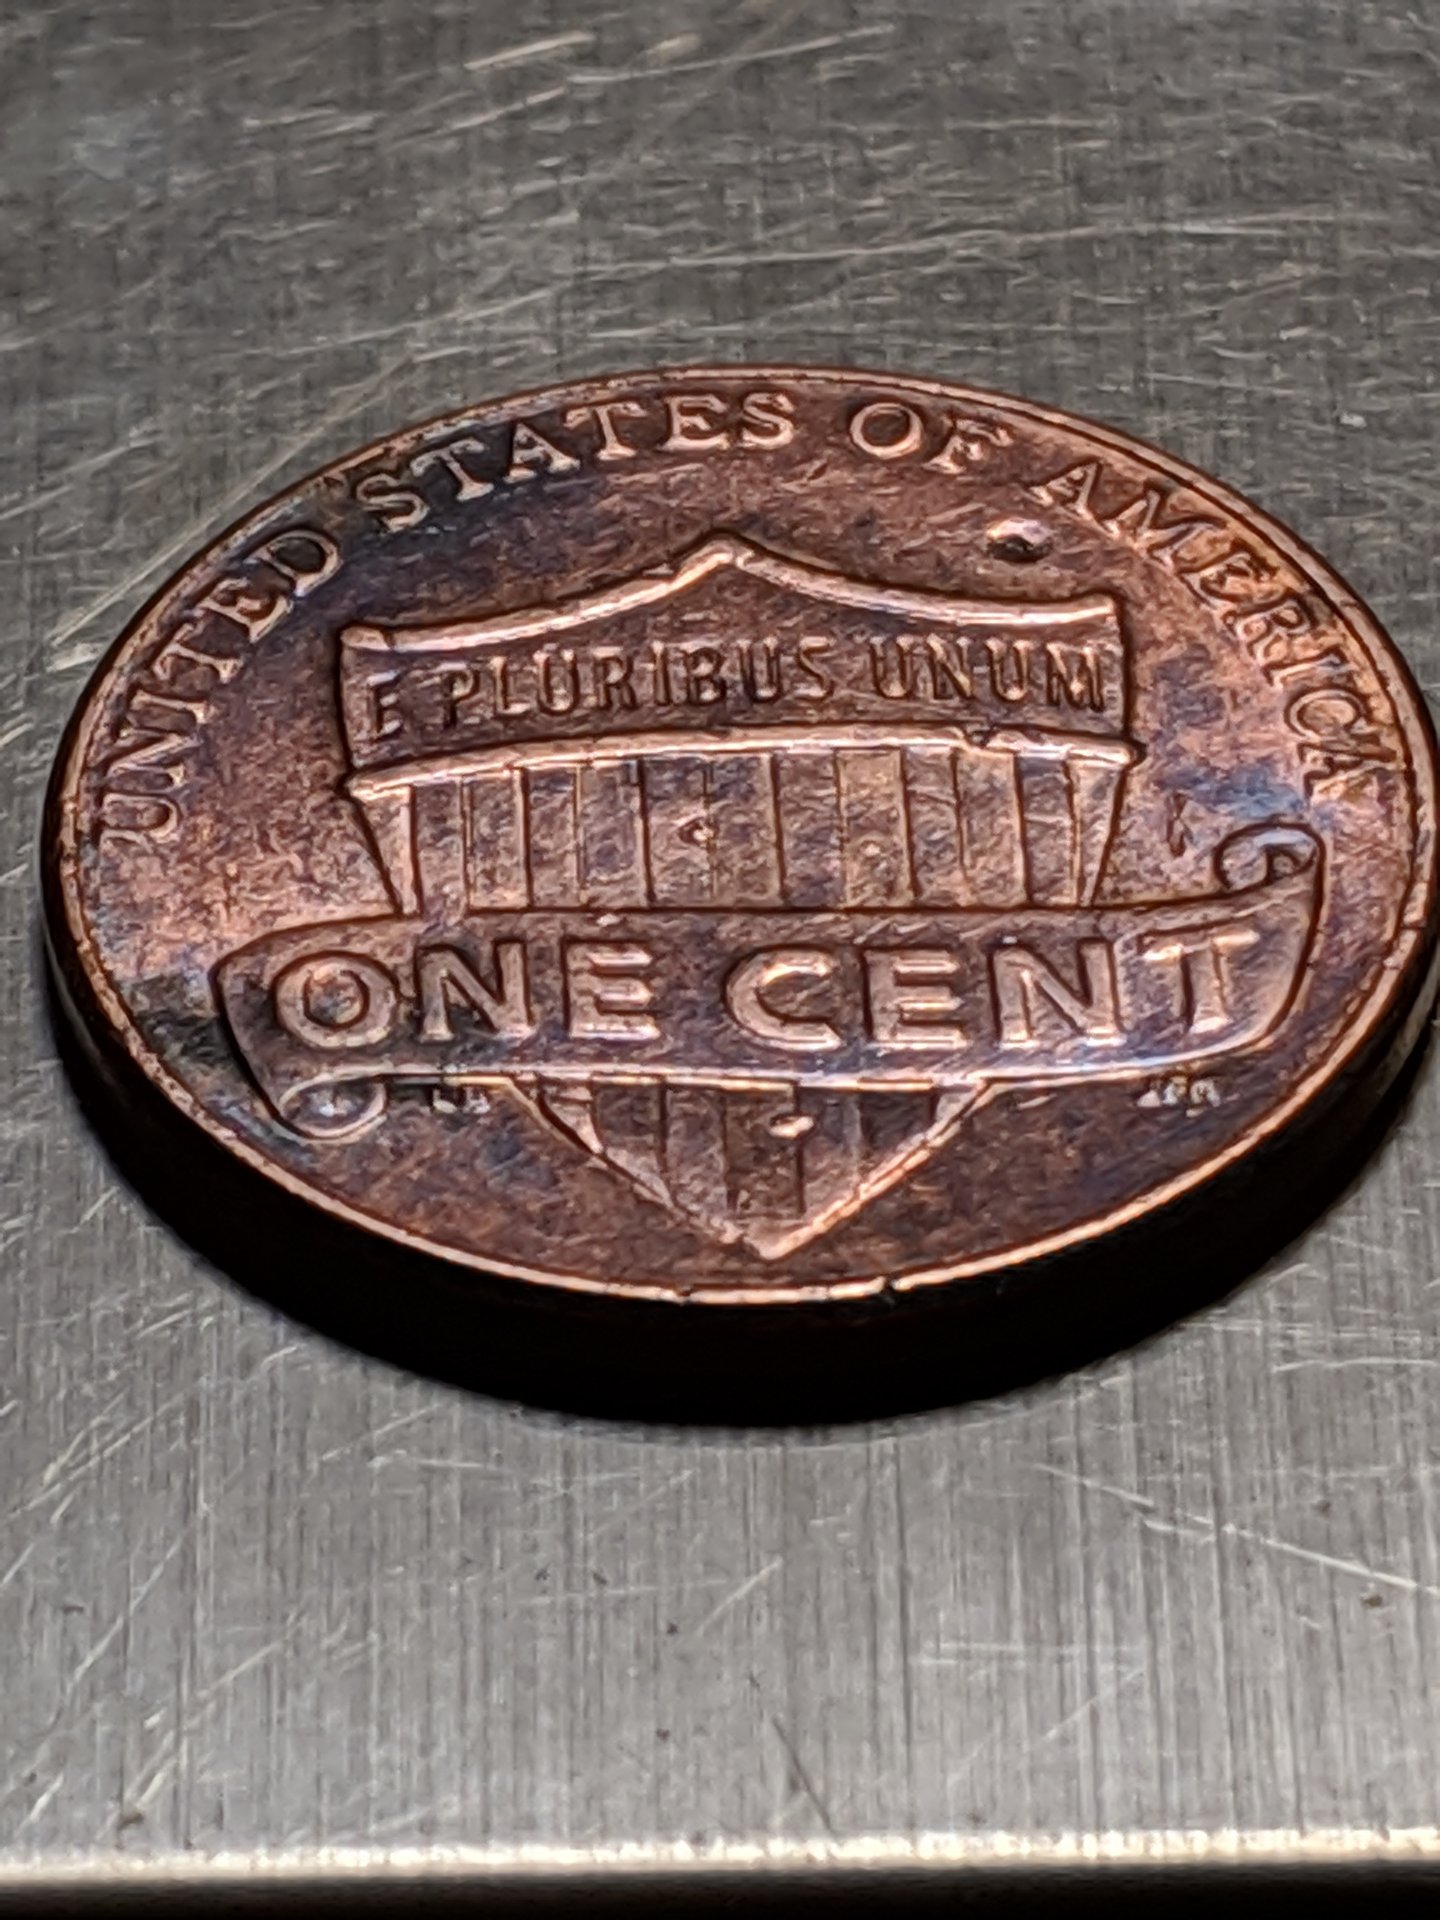 UNITED STATES OF AMERICA
E PLURIBUS UNUM
ONE CENT